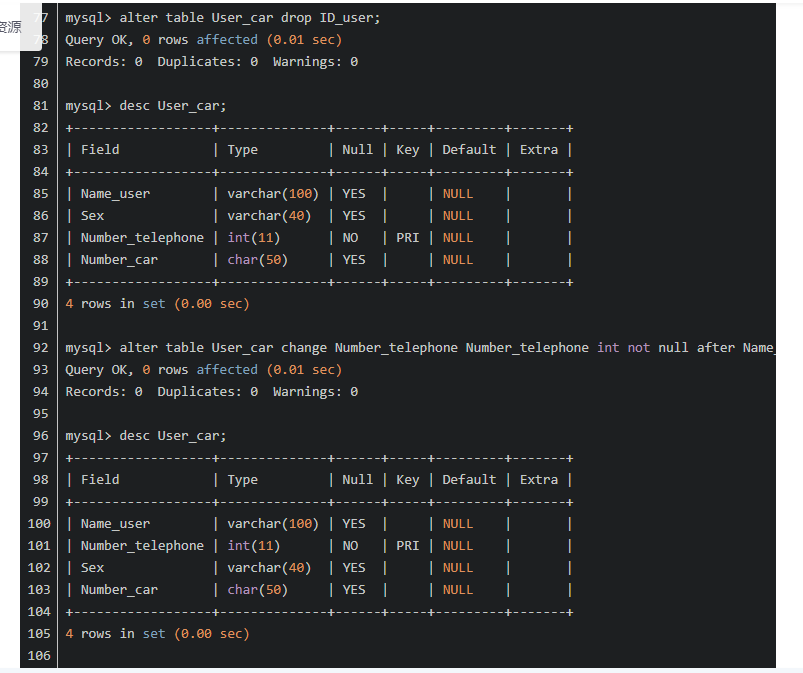 资源
77 mysql> alter table User_car drop ID_user;
78 Query OK, 0 rows affected (0.01 sec)
79 Records: 0  Duplicates: 0  Warnings: 0
80
81 mysql> desc User_car;
82 +------------------+--------------+------+-----+---------+-------+
83 | Field            | Type         | Null | Key | Default | Extra |
84 +------------------+--------------+------+-----+---------+-------+
85 | Name_user        | varchar(100) | YES  |     | NULL    |       |
86 | Sex              | varchar(40)  | YES  |     | NULL    |       |
87 | Number_telephone | int(11)      | NO   | PRI | NULL    |       |
88 | Number_car       | char(50)     | YES  |     | NULL    |       |
89 +------------------+--------------+------+-----+---------+-------+
90 4 rows in set (0.00 sec)
91
92 mysql> alter table User_car change Number_telephone Number_telephone int not null after Name_
93 Query OK, 0 rows affected (0.01 sec)
94 Records: 0  Duplicates: 0  Warnings: 0
95
96 mysql> desc User_car;
97 +------------------+--------------+------+-----+---------+-------+
98 | Field            | Type         | Null | Key | Default | Extra |
99 +------------------+--------------+------+-----+---------+-------+
100 | Name_user        | varchar(100) | YES  |     | NULL    |       |
101 | Number_telephone | int(11)      | NO   | PRI | NULL    |       |
102 | Sex              | varchar(40)  | YES  |     | NULL    |       |
103 | Number_car       | char(50)     | YES  |     | NULL    |       |
104 +------------------+--------------+------+-----+---------+-------+
105 4 rows in set (0.00 sec)
106